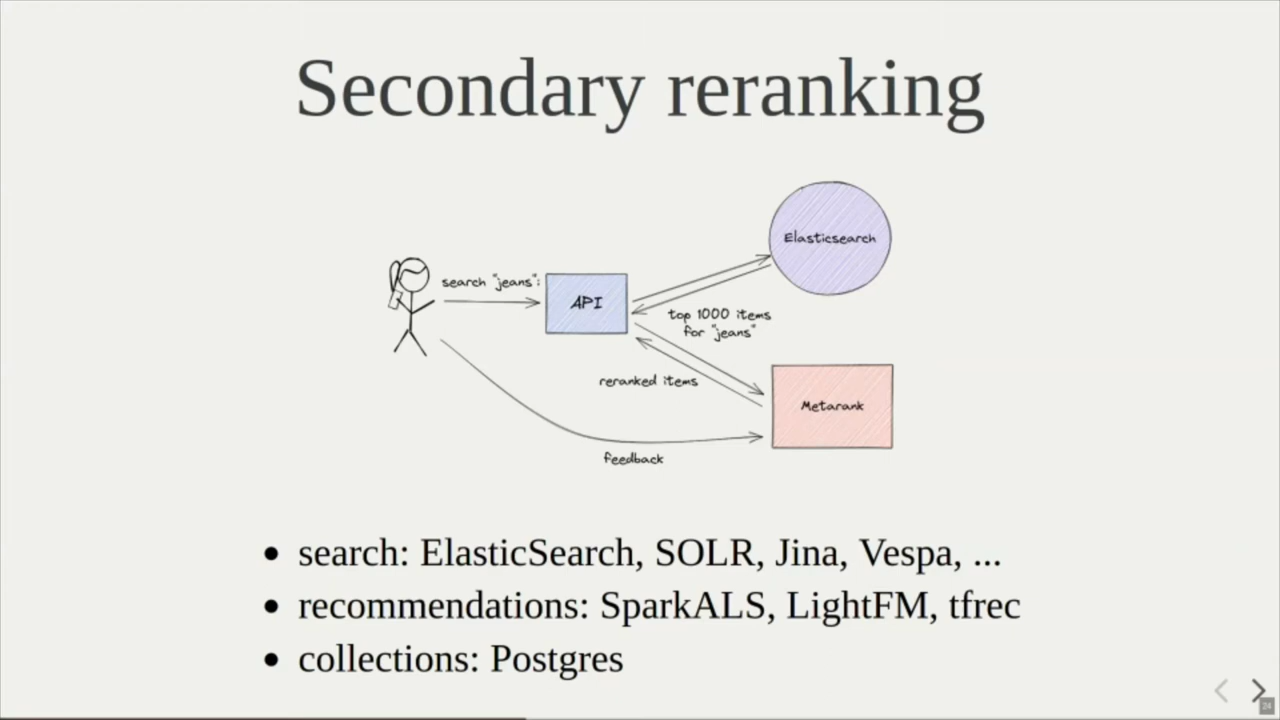 Secondary reranking
Elasticsearch
search "jeans":
API
top 1000 items
for "jeans"
reranked items
Metarank
feedback
search: ElasticSearch, SOLR, Jina, Vespa, ...
recommendations: SparkALS, LightFM, tfrec
collections: Postgres
24